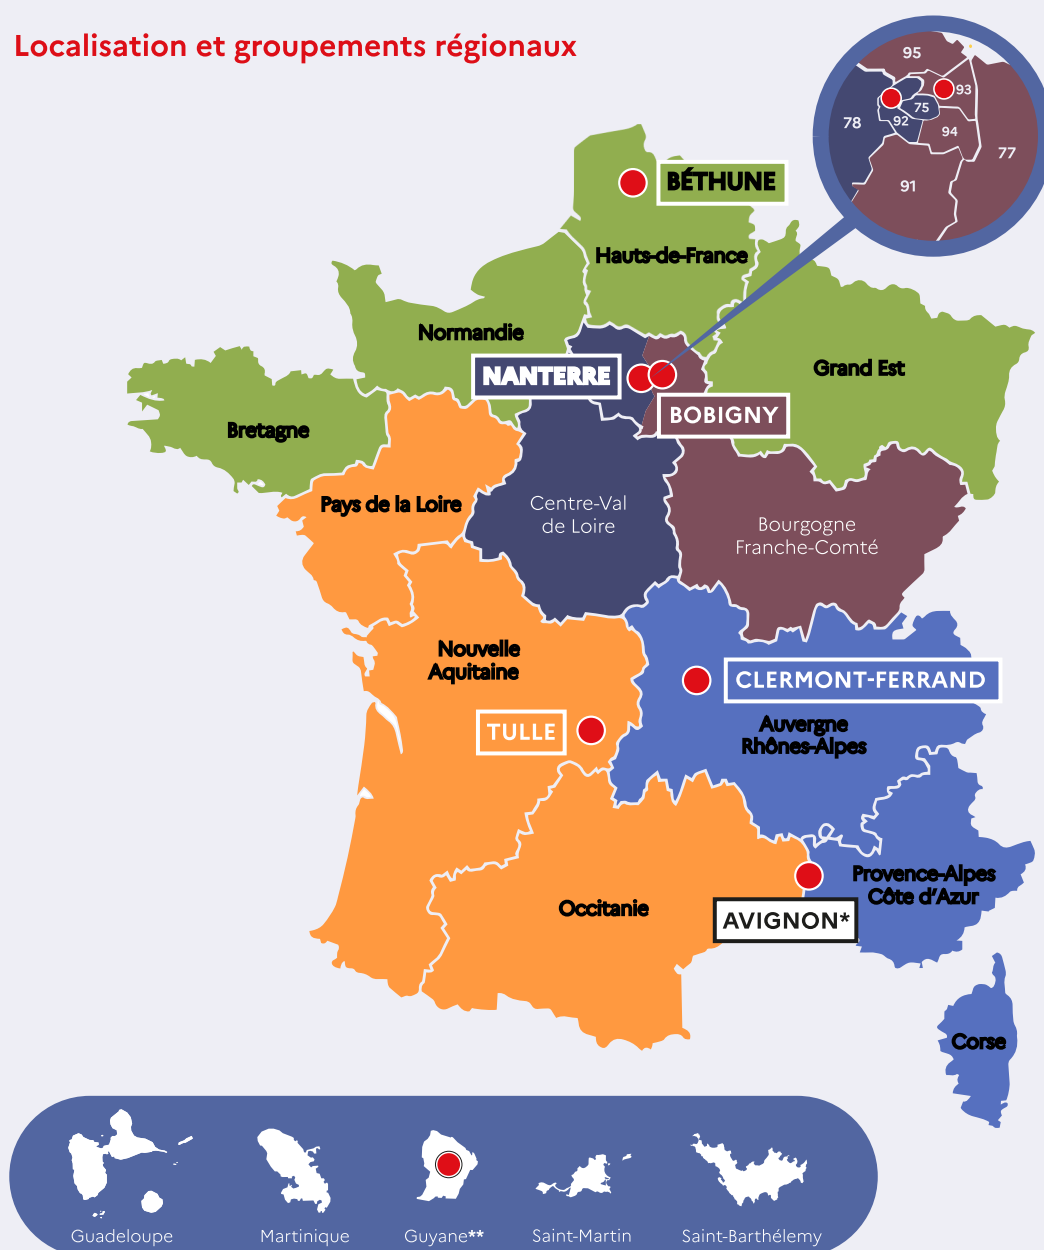 Localisation et groupements régionaux
95
93
75
78
92
94
77
91
BÉTHUNE
Hauts-de-France
Normandie
Grand Est
NANTERRE
BOBIGNY
Bretagne
Pays de la Loire
Centre-Val
de Loire
Bourgogne
Franche-Comté
Nouvelle
Aquitaine
CLERMONT-FERRAND
TULLE
Auvergne
Rhônes-Alpes
Provence-Alpes
Côte d'Azur
Occitanie
AVIGNON*
Corse
Guadeloupe
Martinique
Guyane**
Saint-Martin
Saint-Barthélemy